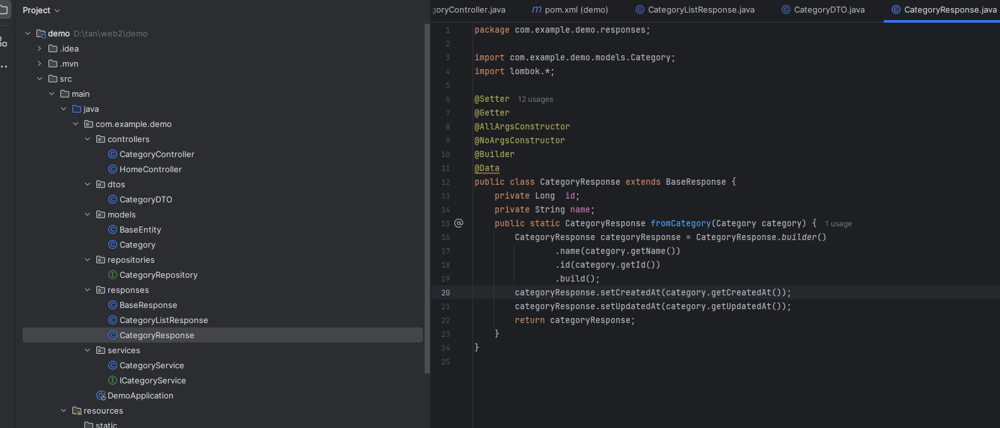 Project
demo D:\tan\web2\demo
.idea
.mvn
src
main
java
com.example.demo
controllers
CategoryController
HomeController
dtos
CategoryDTO
models
BaseEntity
Category
repositories
CategoryRepository
responses
BaseResponse
CategoryListResponse
CategoryResponse
services
CategoryService
ICategoryService
DemoApplication
resources
static
goryController.java pom.xml (demo) CategoryListResponse.java CategoryDTO.java CategoryResponse.java
1 package com.example.demo.responses;
2
3 import com.example.demo.models.Category;
4 import lombok.*;
5
6 @Setter 12 usages
7 @Getter
8 @AllArgsConstructor
9 @NoArgsConstructor
10 @Builder
11 @Data
12 public class CategoryResponse extends BaseResponse {
13 private Long id;
14 private String name;
15 public static CategoryResponse fromCategory(Category category) { 1 usage
16 CategoryResponse categoryResponse = CategoryResponse.builder()
17 .name(category.getName())
18 .id(category.getId())
19 .build();
20 categoryResponse.setCreatedAt(category.getCreatedAt());
21 categoryResponse.setUpdatedAt(category.getUpdatedAt());
22 return categoryResponse;
23 }
24 }
25